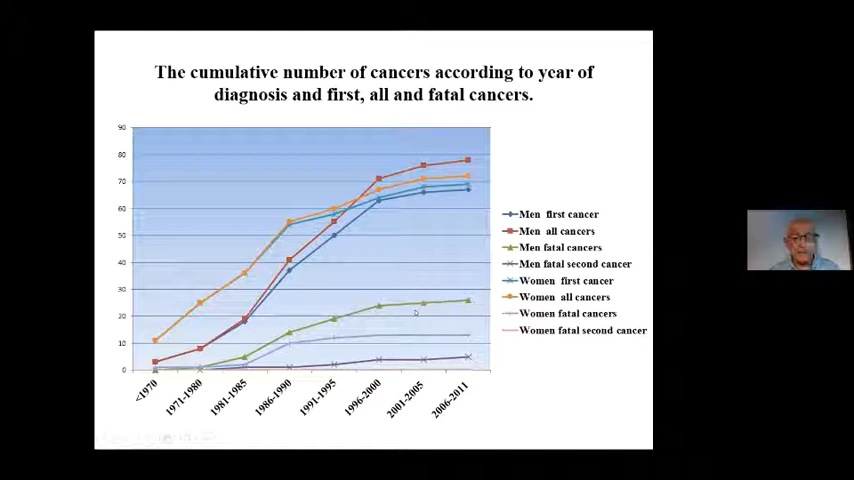 The cumulative number of cancers according to year of
diagnosis and first, all and fatal cancers.
90
80
70
60
50
40
30
20
10
0
<1970
1971-1980
1981-1985
1986-1990
1991-1995
1996-2000
2001-2005
2006-2011
Men first cancer
Men all cancers
Men fatal cancers
Men fatal second cancer
Women first cancer
Women all cancers
Women fatal cancers
Women fatal second cancer